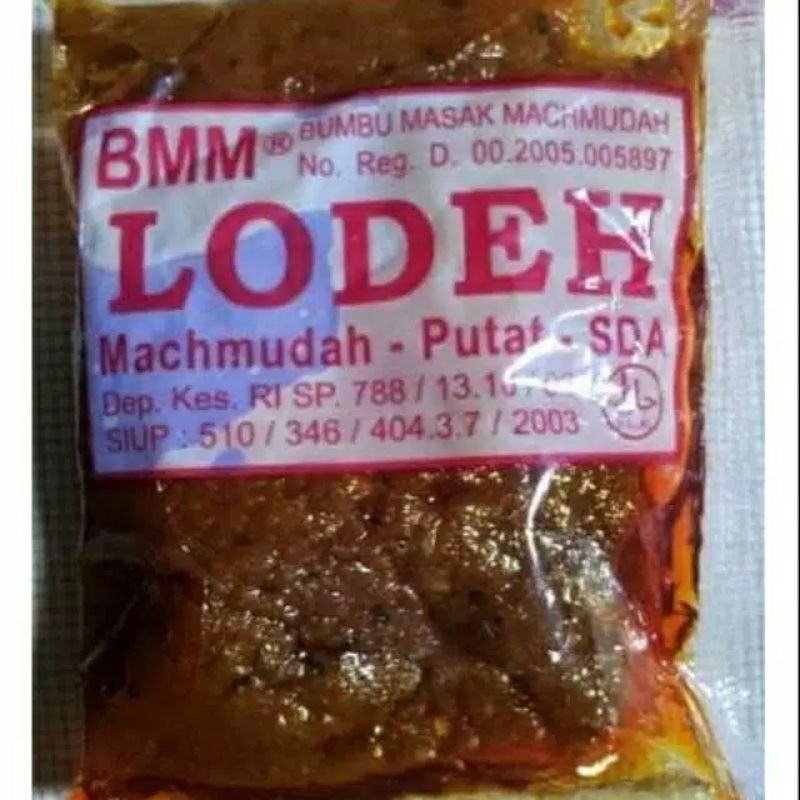 BMM® BUMBU MASAK MACHMUDAH
No. Reg. D. 00.2005.005897
LODEH
Machmudah - Putat - SDA
Dep. Kes. RI SP. 788 / 13.10 /
SIUP : 510 / 346 / 404.3.7 / 2003